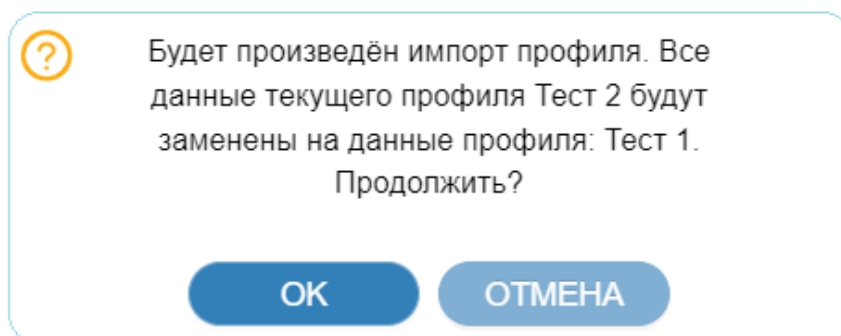 Будет произведён импорт профиля. Все
данные текущего профиля Тест 2 будут
заменены на данные профиля: Тест 1.
Продолжить?
ОК
ОТМЕНА